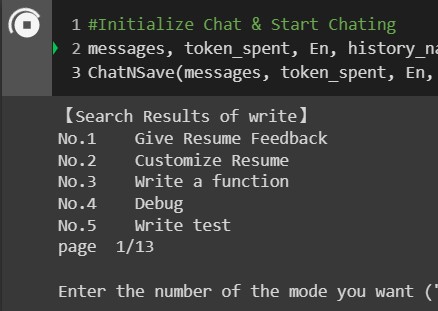 1 #Initialize Chat & Start Chating
2 messages, token_spent, En, history_na
3 ChatNSave(messages, token_spent, En,
【Search Results of write】
No.1 Give Resume Feedback
No.2 Customize Resume
No.3 Write a function
No.4 Debug
No.5 Write test
page 1/13
Enter the number of the mode you want ("